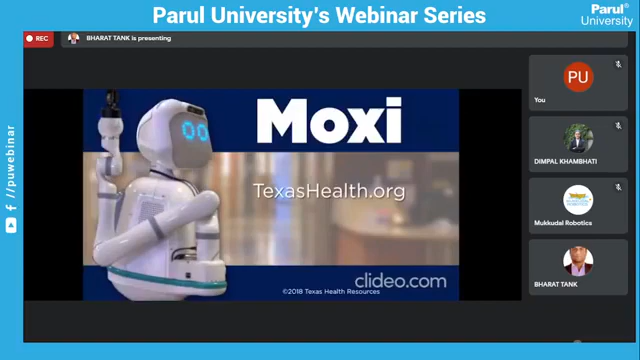 Parul University's Webinar Series
Parul®
University
REC
BHARAT TANK is presenting
//puwebinar
Moxi
TexasHealth.org
clideo.com
©2018 Texas Health Resources
PU
You
DIMPAL KHAMBHATI
Mukkudal Robotics
BHARAT TANK